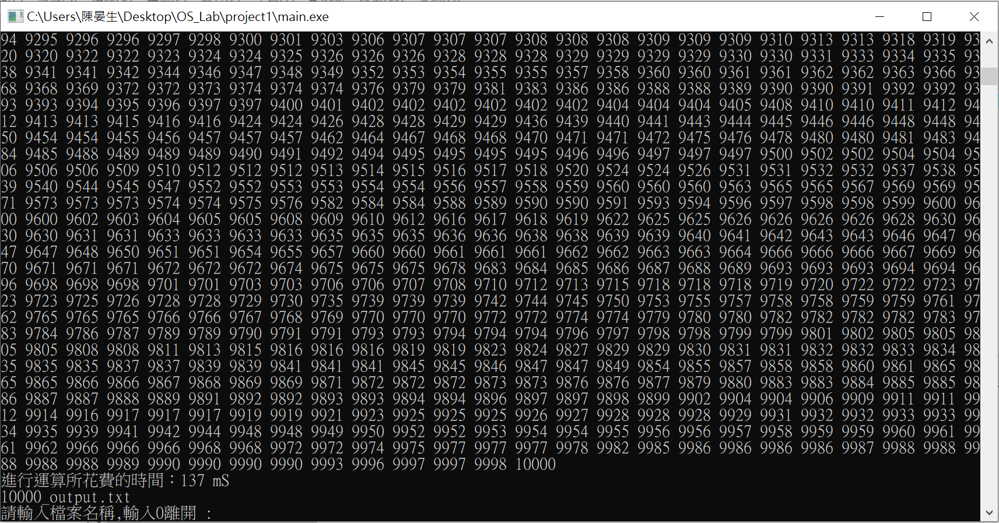 C:\Users\陳晏生\Desktop\OS_Lab\project1\main.exe
94 9295 9296 9296 9297 9298 9300 9301 9303 9306 9307 9307 9307 9308 9308 9308 9309 9309 9309 9310 9313 9313 9318 9319 93
20 9320 9322 9322 9323 9324 9324 9325 9326 9326 9326 9328 9328 9328 9329 9329 9329 9329 9330 9330 9331 9333 9334 9335 93
38 9341 9341 9342 9344 9346 9347 9348 9349 9352 9353 9354 9355 9355 9357 9358 9360 9360 9361 9361 9362 9362 9363 9366 93
68 9368 9369 9372 9372 9373 9374 9374 9374 9376 9379 9379 9381 9383 9386 9386 9388 9388 9389 9390 9390 9391 9392 9392 93
93 9393 9394 9395 9396 9397 9397 9400 9401 9402 9402 9402 9402 9402 9402 9404 9404 9404 9405 9408 9410 9410 9411 9412 94
12 9413 9413 9415 9416 9416 9424 9424 9426 9428 9428 9429 9429 9436 9439 9440 9441 9443 9444 9445 9446 9446 9448 9448 94
50 9454 9454 9455 9456 9457 9457 9457 9462 9464 9467 9468 9468 9470 9471 9471 9472 9475 9476 9478 9480 9480 9481 9483 94
84 9485 9488 9489 9489 9489 9490 9491 9492 9494 9495 9495 9495 9495 9496 9496 9497 9497 9497 9500 9502 9502 9504 9504 95
06 9506 9506 9509 9510 9512 9512 9512 9513 9514 9515 9516 9517 9518 9520 9524 9524 9526 9531 9531 9532 9532 9537 9538 95
39 9540 9544 9545 9547 9552 9552 9553 9553 9554 9554 9556 9557 9558 9559 9560 9560 9560 9563 9565 9565 9567 9569 9569 95
71 9573 9573 9573 9574 9574 9575 9576 9582 9584 9584 9588 9589 9590 9590 9591 9593 9594 9596 9597 9598 9598 9599 9600 96
00 9600 9602 9603 9604 9605 9605 9608 9609 9610 9612 9616 9617 9618 9619 9622 9625 9625 9626 9626 9626 9626 9628 9630 96
30 9630 9631 9631 9633 9633 9633 9633 9635 9635 9635 9636 9636 9638 9638 9639 9639 9640 9641 9642 9643 9643 9646 9647 96
47 9647 9648 9650 9651 9651 9654 9655 9657 9660 9660 9661 9661 9661 9662 9662 9663 9663 9664 9666 9666 9666 9667 9669 96
70 9671 9671 9671 9672 9672 9672 9674 9675 9675 9675 9678 9683 9684 9685 9686 9687 9688 9689 9693 9693 9693 9694 9694 96
96 9698 9698 9698 9701 9701 9703 9703 9706 9706 9707 9708 9710 9712 9713 9715 9718 9718 9718 9719 9720 9722 9722 9723 97
23 9723 9725 9726 9728 9728 9729 9730 9735 9739 9739 9739 9742 9744 9745 9750 9753 9755 9757 9758 9758 9759 9759 9761 97
62 9765 9765 9765 9766 9766 9767 9768 9769 9770 9770 9770 9772 9772 9774 9774 9779 9780 9780 9782 9782 9782 9782 9783 97
83 9784 9786 9787 9789 9789 9790 9791 9791 9793 9793 9794 9794 9794 9796 9797 9798 9798 9799 9799 9801 9802 9805 9805 98
05 9805 9808 9808 9811 9813 9815 9816 9816 9816 9819 9819 9823 9824 9827 9829 9829 9830 9831 9831 9832 9832 9833 9834 98
35 9835 9835 9837 9837 9839 9839 9841 9841 9841 9845 9845 9846 9847 9847 9849 9854 9855 9857 9858 9858 9860 9861 9865 98
65 9865 9866 9866 9867 9868 9869 9869 9871 9872 9872 9872 9873 9873 9876 9876 9877 9879 9880 9883 9883 9884 9885 9885 98
86 9887 9887 9888 9889 9891 9892 9892 9893 9893 9894 9894 9896 9897 9897 9898 9899 9902 9904 9904 9906 9909 9911 9911 99
12 9914 9916 9917 9917 9917 9919 9919 9921 9923 9925 9925 9925 9926 9927 9928 9928 9928 9929 9931 9932 9932 9933 9933 99
34 9935 9939 9941 9942 9944 9948 9948 9949 9950 9952 9952 9953 9954 9954 9955 9956 9956 9957 9958 9959 9959 9960 9961 99
61 9962 9966 9966 9966 9968 9968 9972 9972 9974 9975 9977 9977 9977 9978 9982 9985 9986 9986 9986 9986 9987 9988 9988 99
88 9988 9988 9989 9990 9990 9990 9990 9993 9996 9997 9997 9998 10000
進行運算所花費的時間：137 mS
10000_output.txt
請輸入檔案名稱,輸入0離開 :